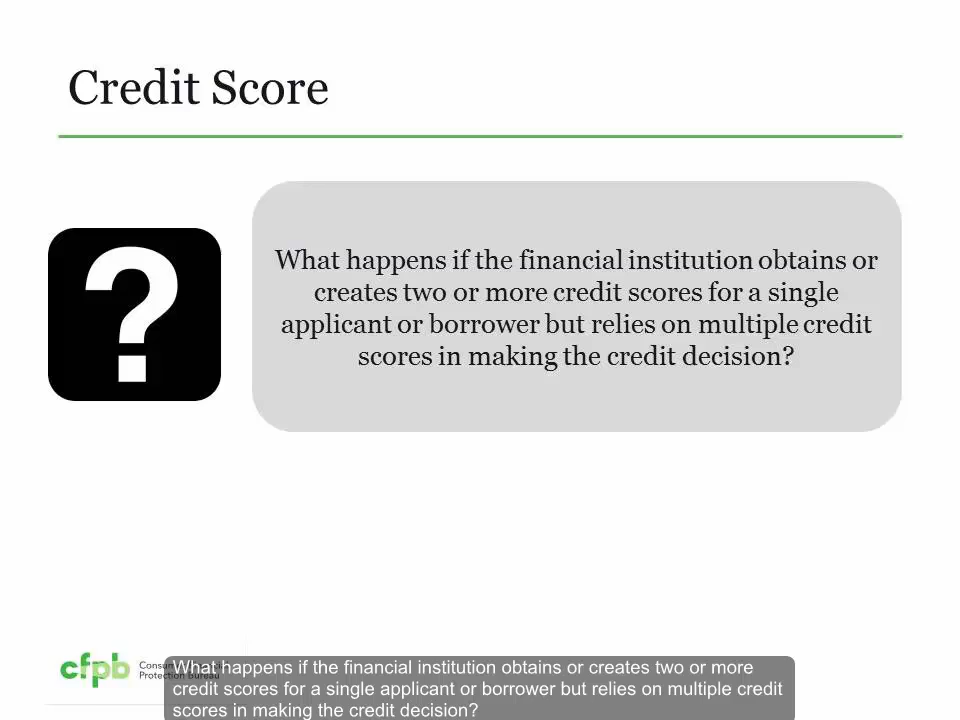 Credit Score
?
What happens if the financial institution obtains or
creates two or more credit scores for a single
applicant or borrower but relies on multiple credit
scores in making the credit decision?
cfpb
Protection Bureau
What happens if the financial institution obtains or creates two or more
credit scores for a single applicant or borrower but relies on multiple credit
scores in making the credit decision?